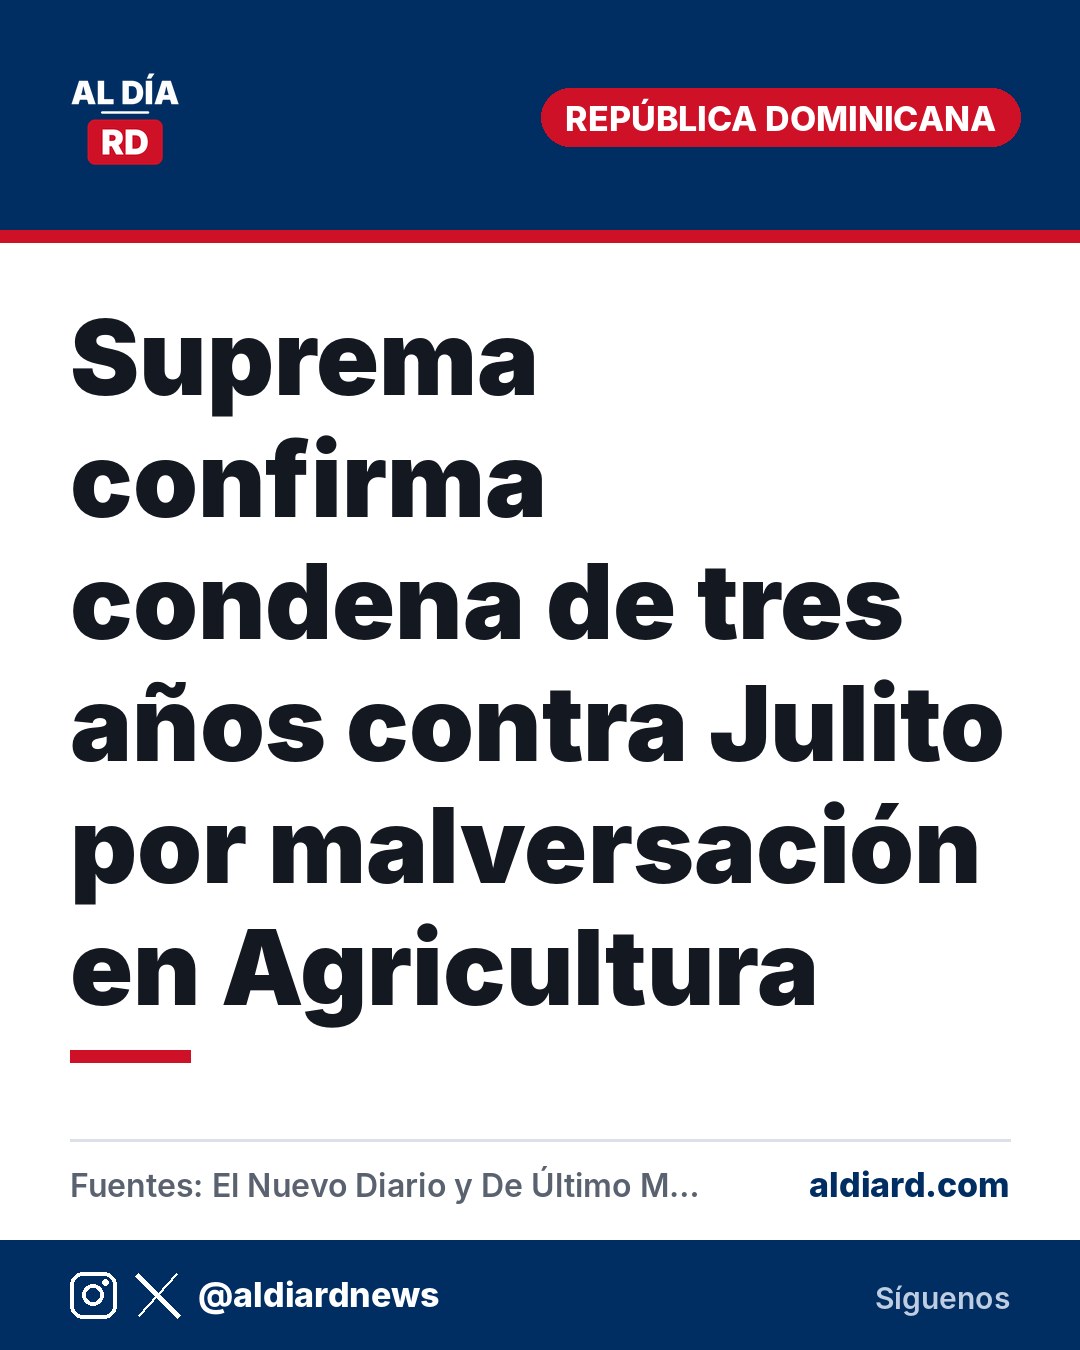 AL DÍA
RD
REPÚBLICA DOMINICANA
Suprema
confirma
condena de tres
años contra Julito
por malversación
en Agricultura
Fuentes: El Nuevo Diario y De Último M...
aldiard.com
@aldiardnews
Síguenos